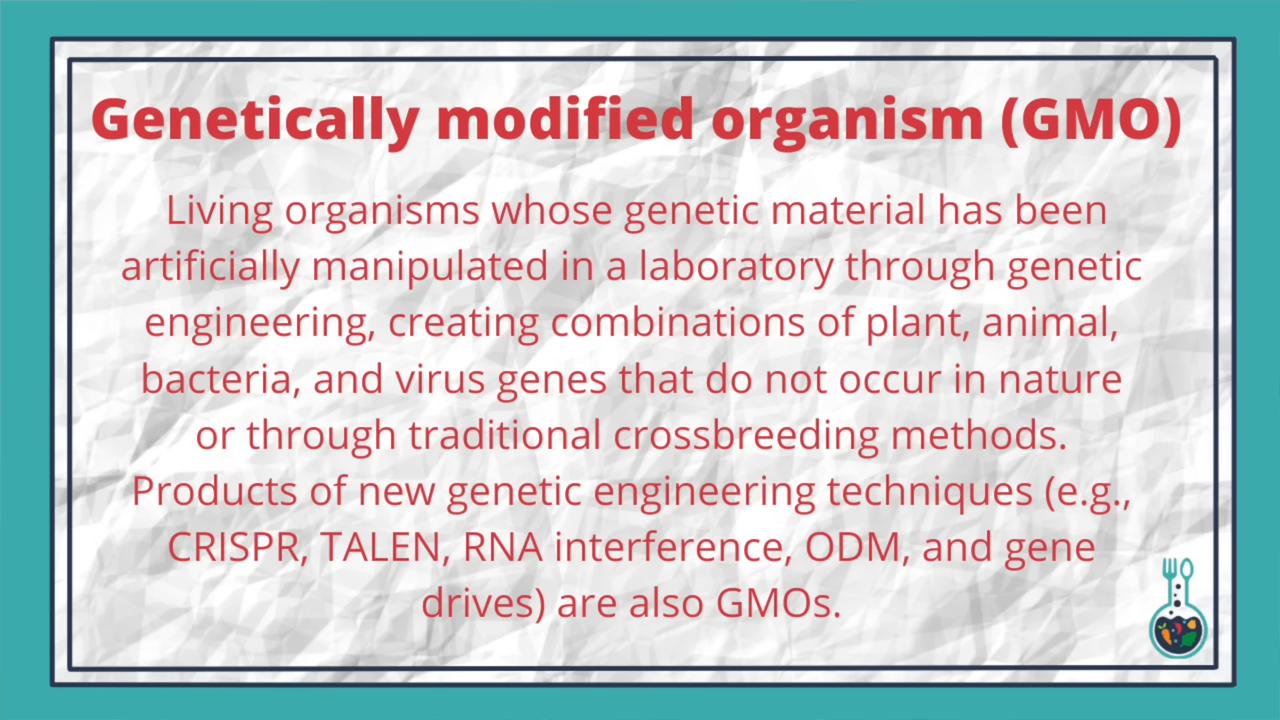 Genetically modified organism (GMO)
Living organisms whose genetic material has been
artificially manipulated in a laboratory through genetic
engineering, creating combinations of plant, animal,
bacteria, and virus genes that do not occur in nature
or through traditional crossbreeding methods.
Products of new genetic engineering techniques (e.g.,
CRISPR, TALEN, RNA interference, ODM, and gene
drives) are also GMOs.